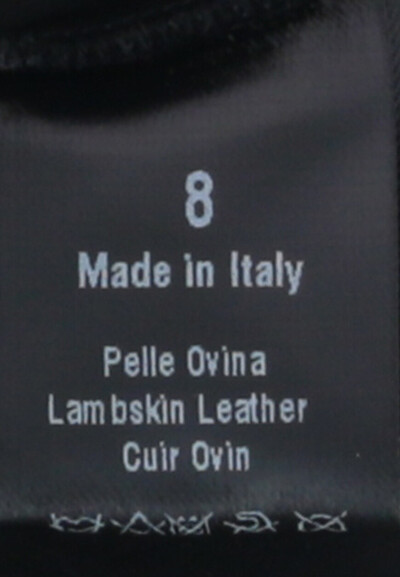 8
Made in Italy
Pelle Ovina
Lambskin Leather
Cuir Ovin